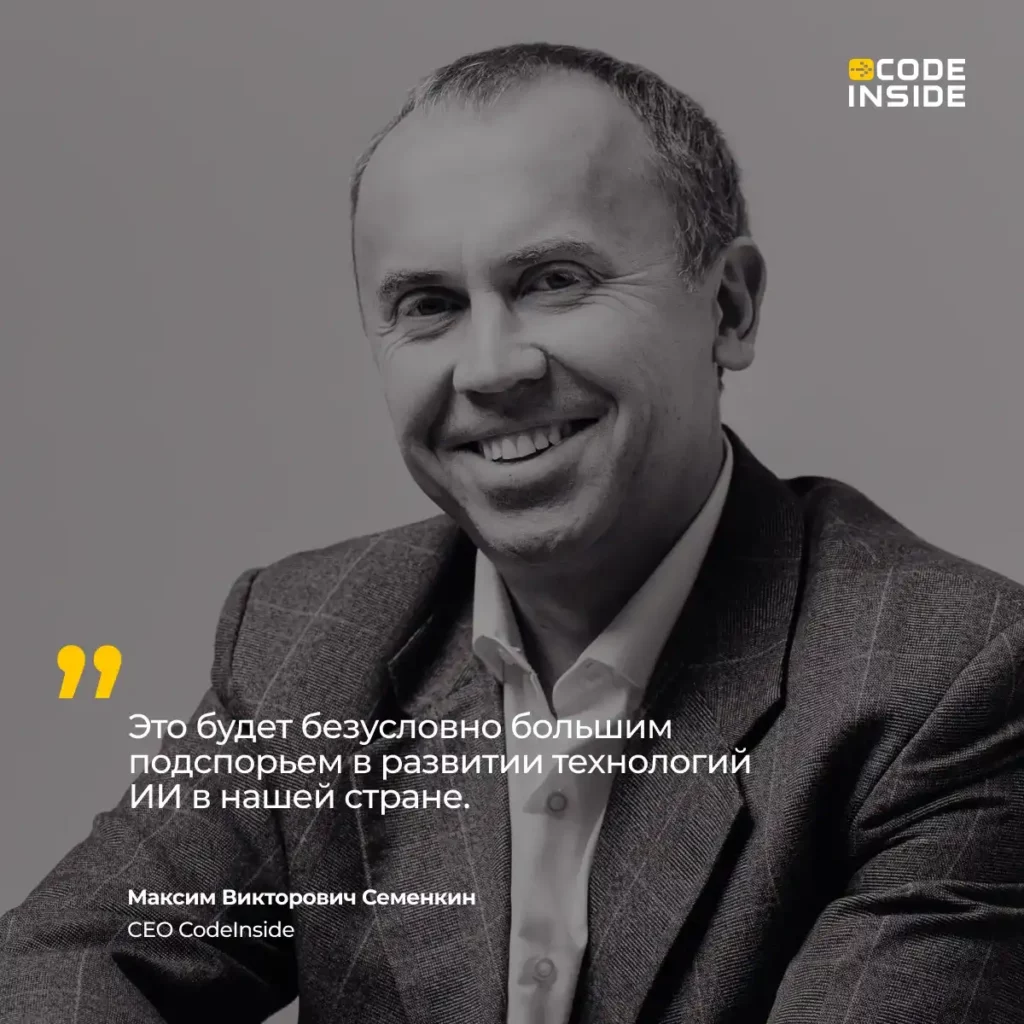 CODE
INSIDE
Это будет безусловно большим
подспорьем в развитии технологий
ИИ в нашей стране.
Максим Викторович Семенкин
CEO CodeInside